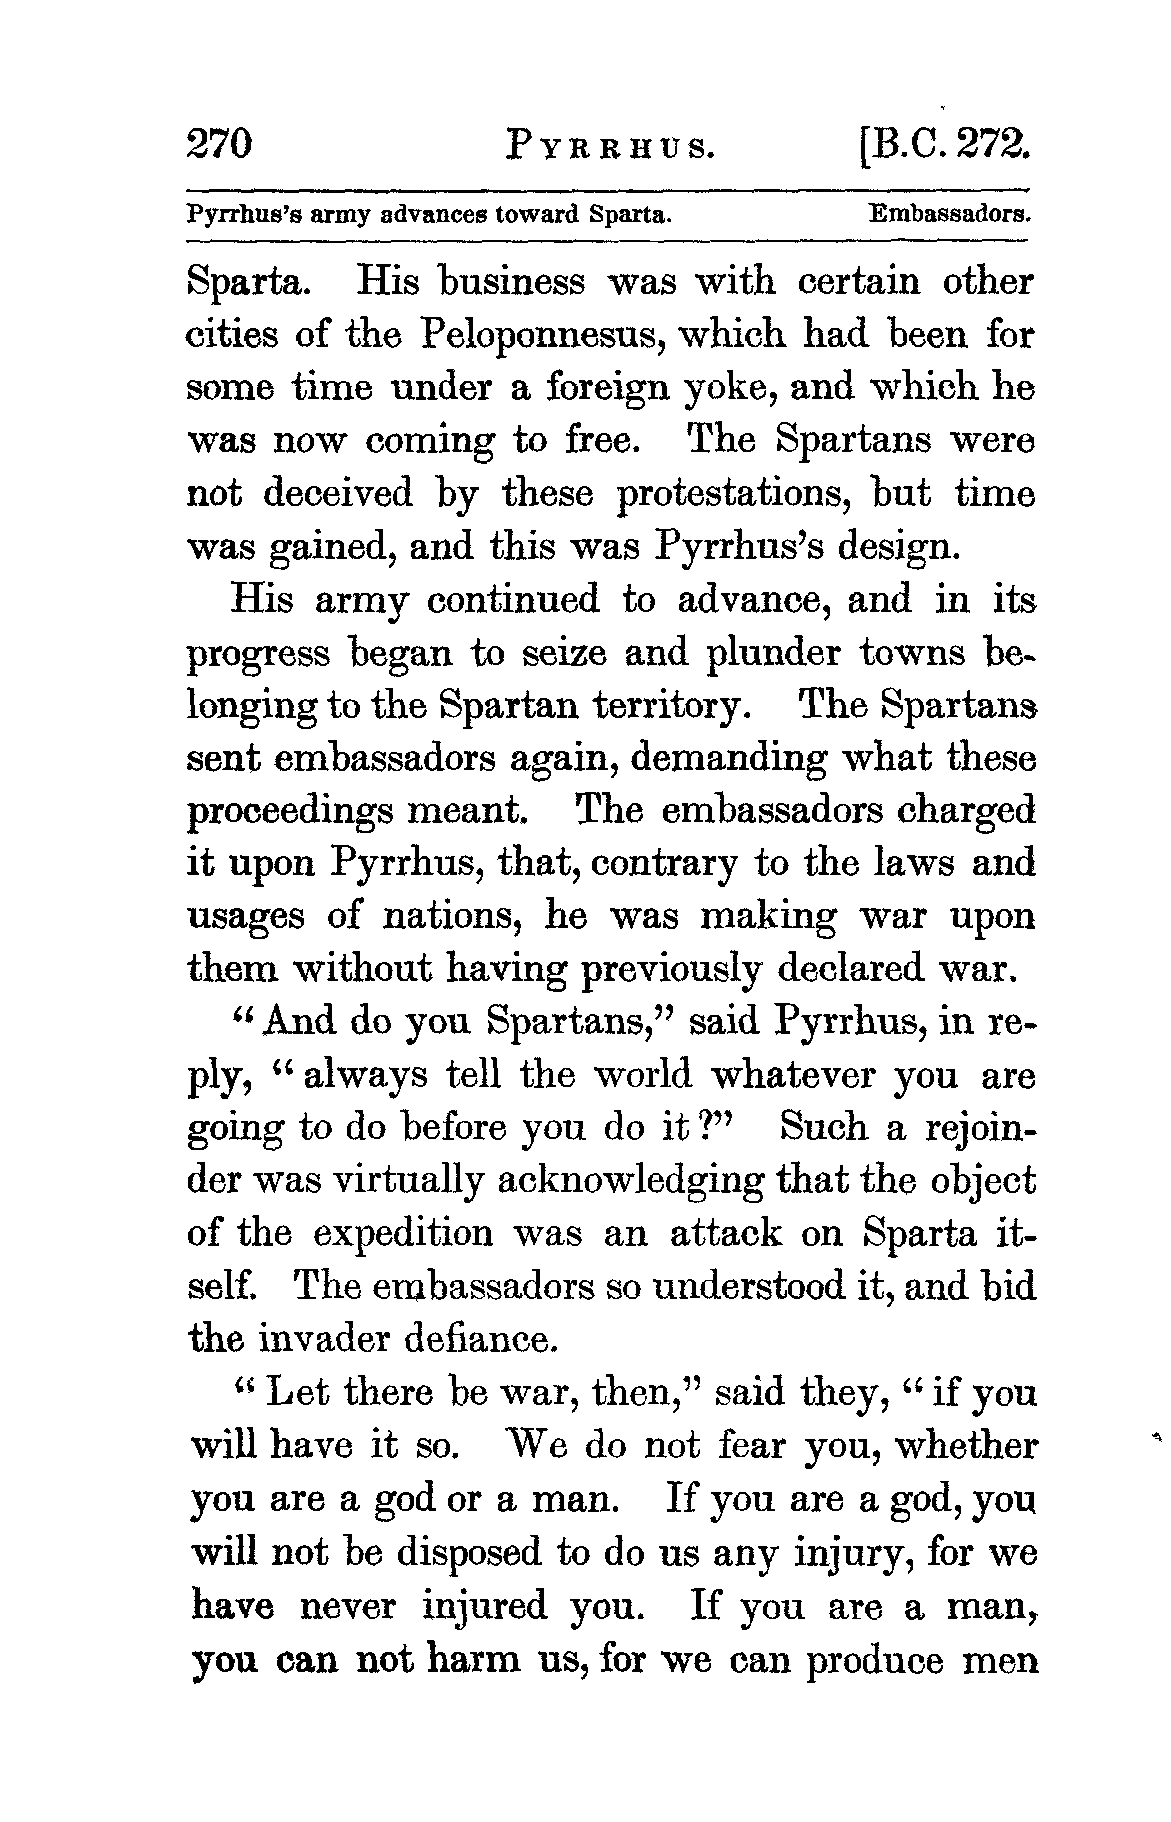 270 PYRRHUS. [B.C. 272.
Pyrrhus's army advances toward Sparta. Embassadors.
Sparta. His business was with certain other
cities of the Peloponnesus, which had been for
some time under a foreign yoke, and which he
was now coming to free. The Spartans were
not deceived by these protestations, but time
was gained, and this was Pyrrhus's design.
His army continued to advance, and in its
progress began to seize and plunder towns be-
longing to the Spartan territory. The Spartans
sent embassadors again, demanding what these
proceedings meant. The embassadors charged
it upon Pyrrhus, that, contrary to the laws and
usages of nations, he was making war upon
them without having previously declared war.
"And do you Spartans," said Pyrrhus, in re-
ply, "always tell the world whatever you are
going to do before you do it?" Such a rejoin-
der was virtually acknowledging that the object
of the expedition was an attack on Sparta it-
self. The embassadors so understood it, and bid
the invader defiance.
"Let there be war, then," said they, "if you
will have it so. We do not fear you, whether
you are a god or a man. If you are a god, you
will not be disposed to do us any injury, for we
have never injured you. If you are a man,
you can not harm us, for we can produce men